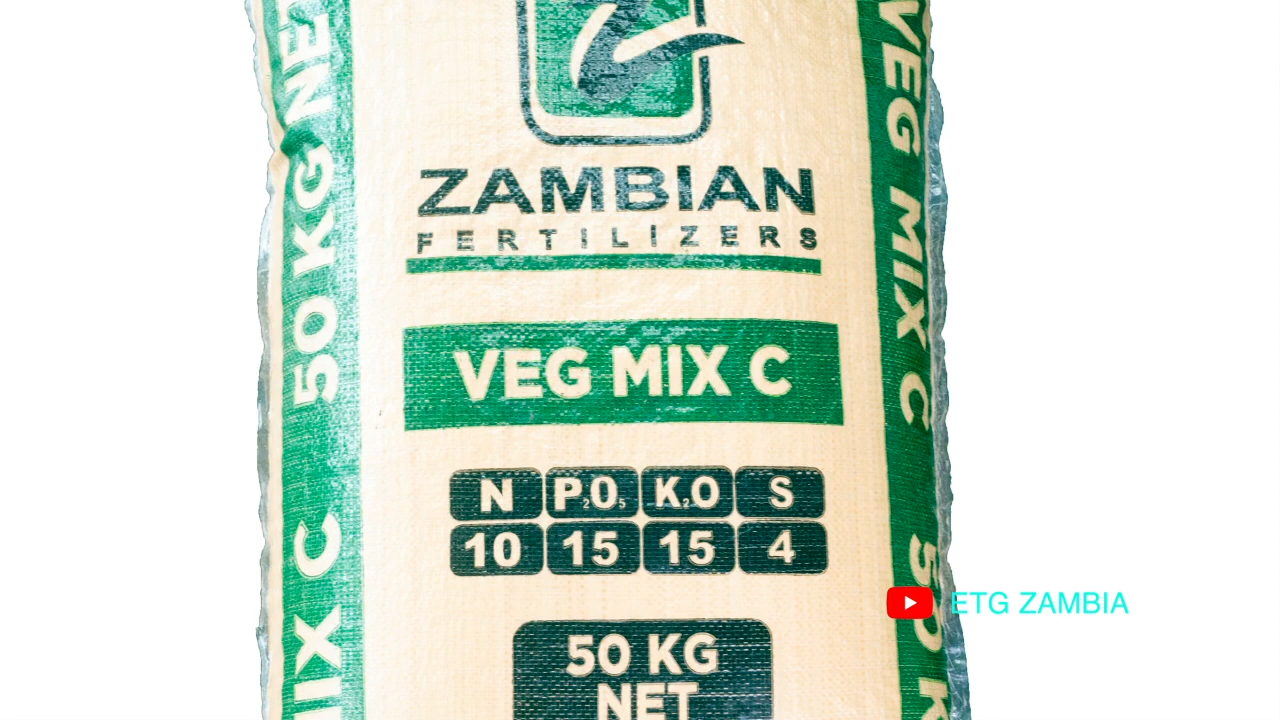 Z
ZAMBIAN
FERTILIZERS
VEG MIX C
N P₂O₅ K₂O S
10 15 15 4
50 KG
NET
MIX C 50 KG NET
VEG MIX C 50 K
ETG ZAMBIA